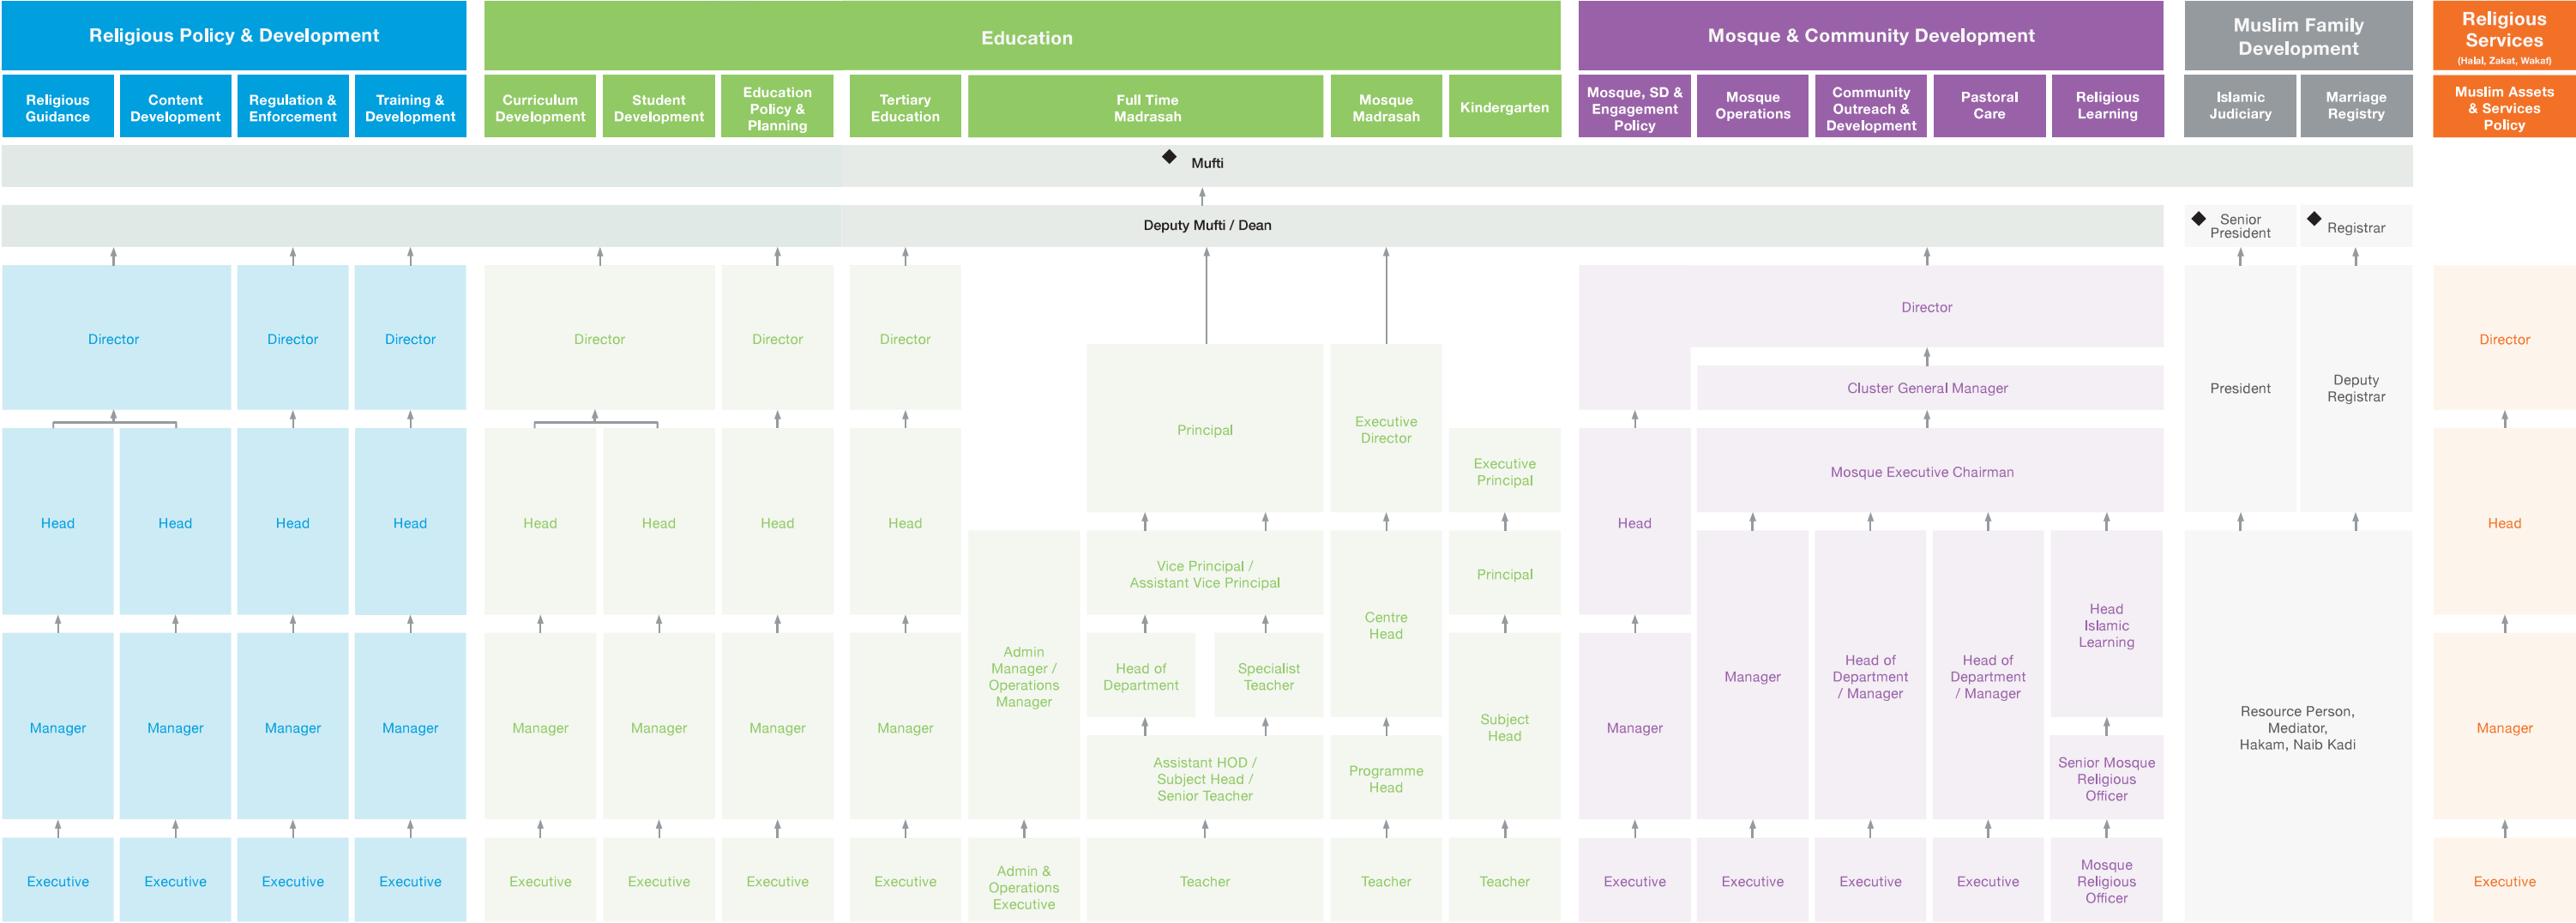 Religious Policy & Development
Education
Mosque & Community Development
Muslim Family
Development
Religious
Services
(Halal, Zakat, Wakaf)
Religious
Guidance
Content
Development
Regulation &
Enforcement
Training &
Development
Curriculum
Development
Student
Development
Education
Policy &
Planning
Tertiary
Education
Full Time
Madrasah
Mosque
Madrasah
Kindergarten
Mosque, SD &
Engagement
Policy
Mosque
Operations
Community
Outreach &
Development
Pastoral
Care
Religious
Learning
Islamic
Judiciary
Marriage
Registry
Muslim Assets
& Services
Policy
Mufti
Deputy Mufti / Dean
Senior
President
Registrar
Director
Director
Director
Director
Director
Director
Director
Director
Cluster General Manager
President
Deputy
Registrar
Principal
Executive
Director
Executive
Principal
Mosque Executive Chairman
Head
Head
Head
Head
Head
Head
Head
Head
Head
Head
Vice Principal /
Assistant Vice Principal
Principal
Centre
Head
Head
Islamic
Learning
Admin
Manager /
Operations
Manager
Head of
Department
Specialist
Teacher
Manager
Head of
Department
/ Manager
Head of
Department
/ Manager
Manager
Manager
Manager
Manager
Manager
Manager
Manager
Manager
Subject
Head
Manager
Resource Person,
Mediator,
Hakam, Naib Kadi
Manager
Assistant HOD /
Subject Head /
Senior Teacher
Programme
Head
Senior Mosque
Religious
Officer
Executive
Executive
Executive
Executive
Executive
Executive
Executive
Executive
Admin &
Operations
Executive
Teacher
Teacher
Teacher
Executive
Executive
Executive
Executive
Mosque
Religious
Officer
Executive